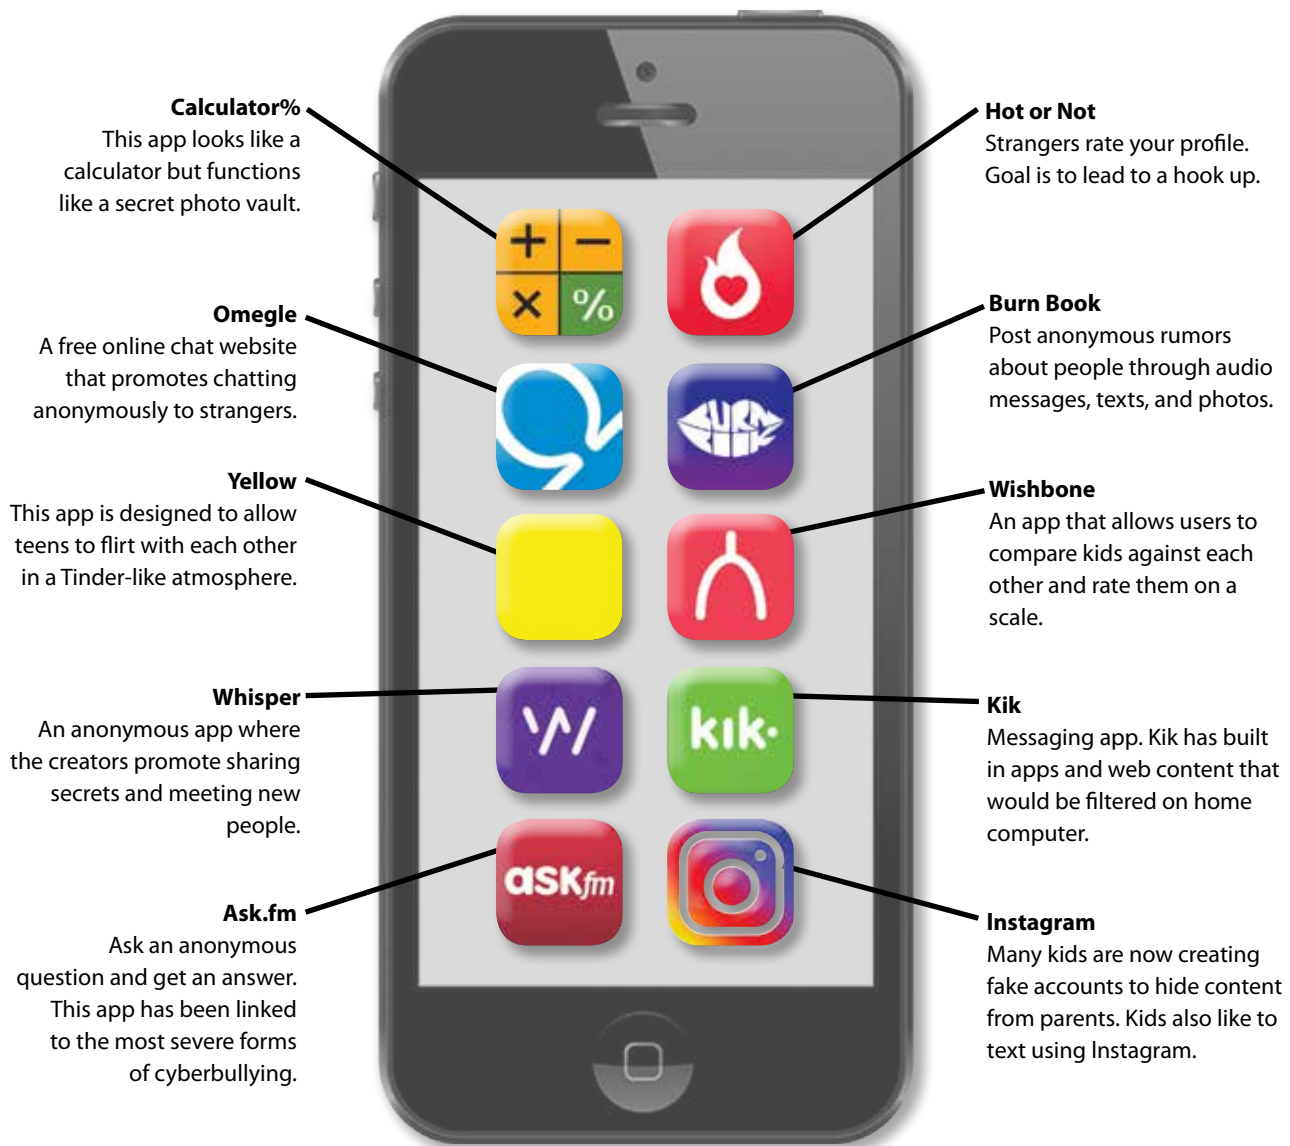 Calculator%
This app looks like a
calculator but functions
like a secret photo vault.
Omegle
A free online chat website
that promotes chatting
anonymously to strangers.
Yellow
This app is designed to allow
teens to flirt with each other
in a Tinder-like atmosphere.
Whisper
An anonymous app where
the creators promote sharing
secrets and meeting new
people.
Ask.fm
Ask an anonymous
question and get an answer.
This app has been linked
to the most severe forms
of cyberbullying.
+ −
× %
BURN
BOOK
kik·
askfm
Hot or Not
Strangers rate your profile.
Goal is to lead to a hook up.
Burn Book
Post anonymous rumors
about people through audio
messages, texts, and photos.
Wishbone
An app that allows users to
compare kids against each
other and rate them on a
scale.
Kik
Messaging app. Kik has built
in apps and web content that
would be filtered on home
computer.
Instagram
Many kids are now creating
fake accounts to hide content
from parents. Kids also like to
text using Instagram.